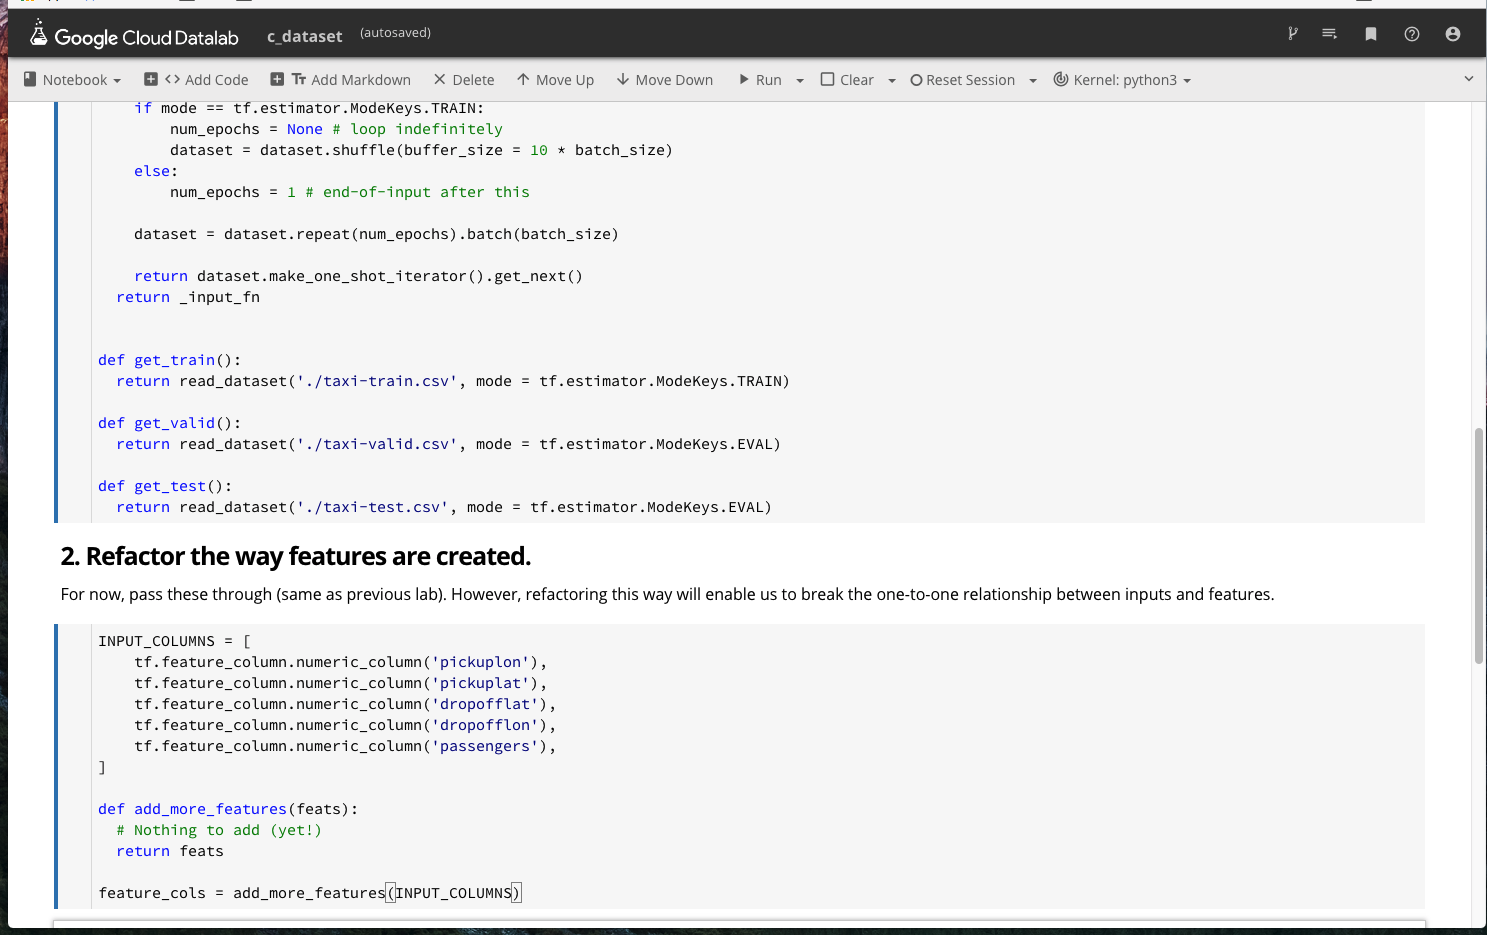 Google Cloud Datalab c_dataset (autosaved)
Notebook Add Code Add Markdown Delete Move Up Move Down Run Clear Reset Session Kernel: python3
if mode == tf.estimator.ModeKeys.TRAIN:
num_epochs = None # loop indefinitely
dataset = dataset.shuffle(buffer_size = 10 * batch_size)
else:
num_epochs = 1 # end-of-input after this
dataset = dataset.repeat(num_epochs).batch(batch_size)
return dataset.make_one_shot_iterator().get_next()
return _input_fn
def get_train():
return read_dataset('./taxi-train.csv', mode = tf.estimator.ModeKeys.TRAIN)
def get_valid():
return read_dataset('./taxi-valid.csv', mode = tf.estimator.ModeKeys.EVAL)
def get_test():
return read_dataset('./taxi-test.csv', mode = tf.estimator.ModeKeys.EVAL)
2. Refactor the way features are created.
For now, pass these through (same as previous lab). However, refactoring this way will enable us to break the one-to-one relationship between inputs and features.
INPUT_COLUMNS = [
tf.feature_column.numeric_column('pickuplon'),
tf.feature_column.numeric_column('pickuplat'),
tf.feature_column.numeric_column('dropofflat'),
tf.feature_column.numeric_column('dropofflon'),
tf.feature_column.numeric_column('passengers'),
]
def add_more_features(feats):
# Nothing to add (yet!)
return feats
feature_cols = add_more_features(INPUT_COLUMNS)